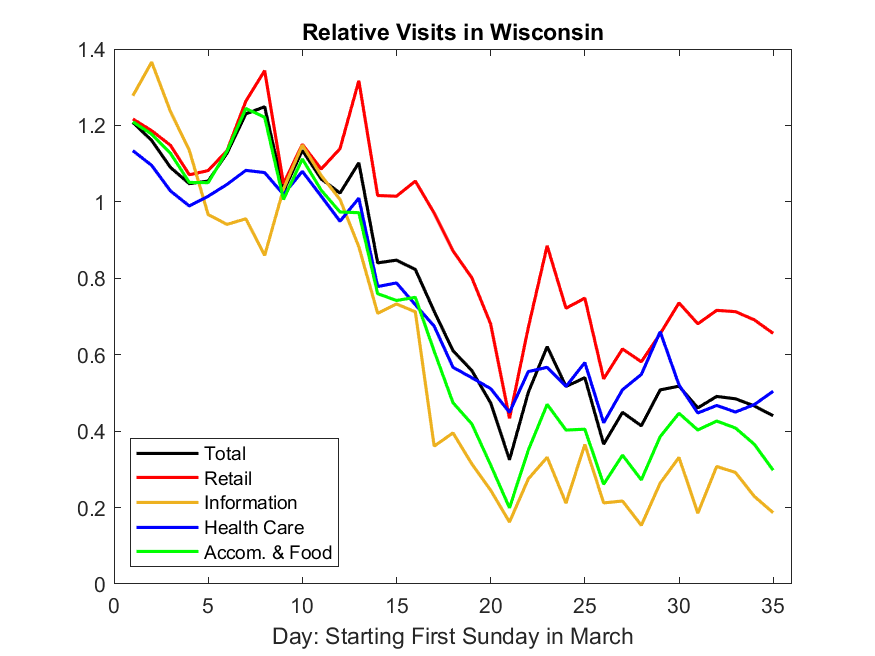 Relative Visits in Wisconsin
1.4
1.2
1
0.8
0.6
0.4
0.2
0
Total
Retail
Information
Health Care
Accom. & Food
0 5 10 15 20 25 30 35
Day: Starting First Sunday in March